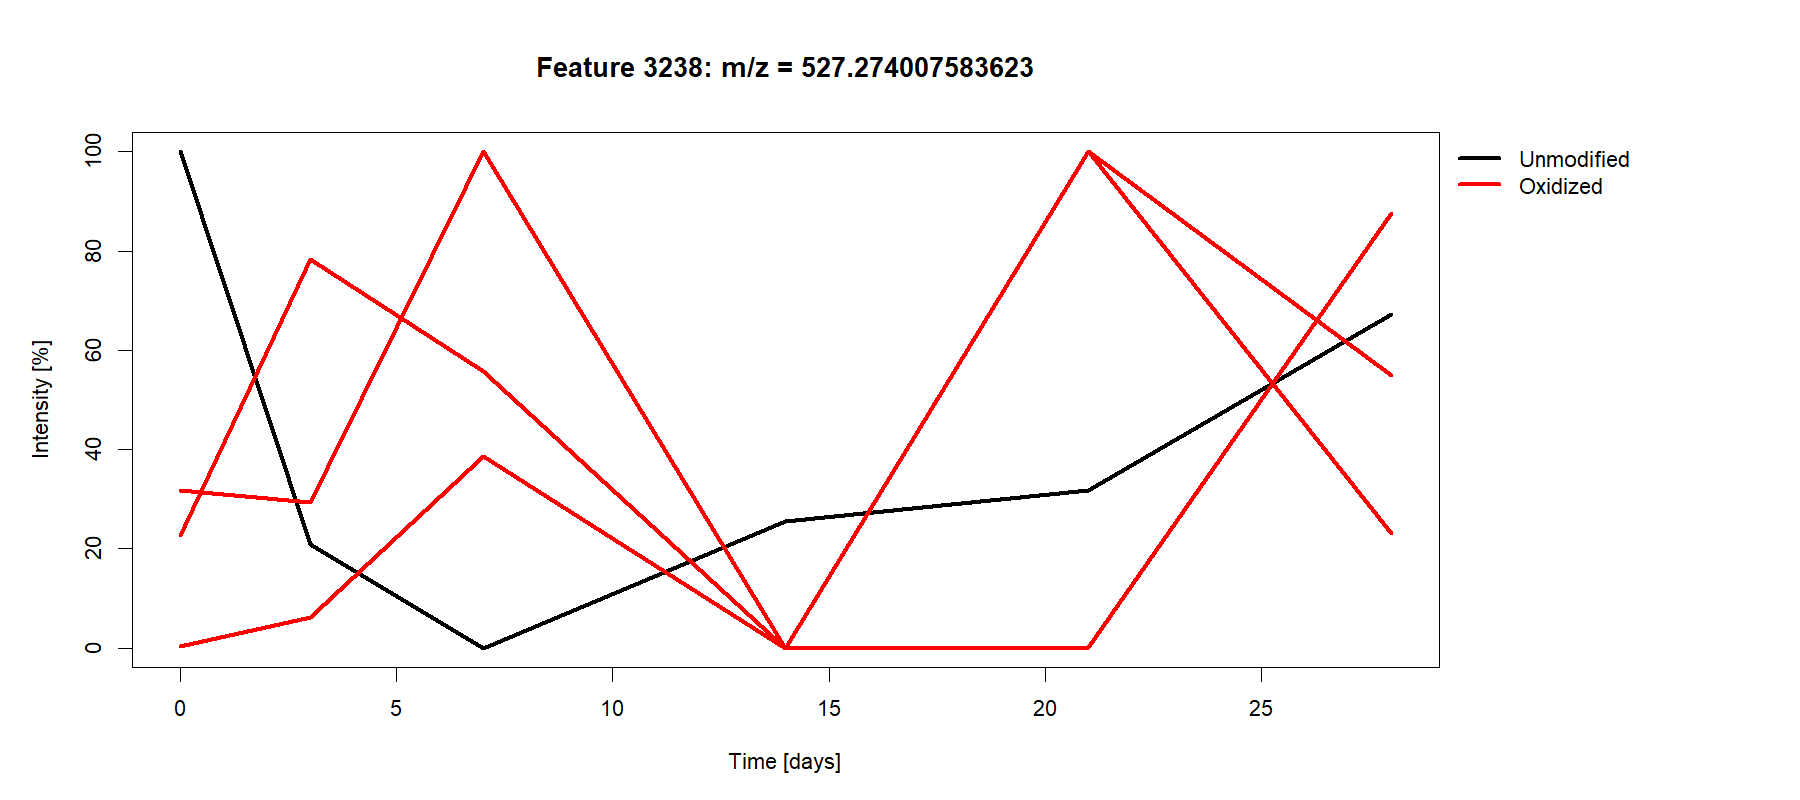 Feature 3238: m/z = 527.274007583623
100
80
60
40
20
0
Intensity [%]
Unmodified
Oxidized
0 5 10 15 20 25
Time [days]